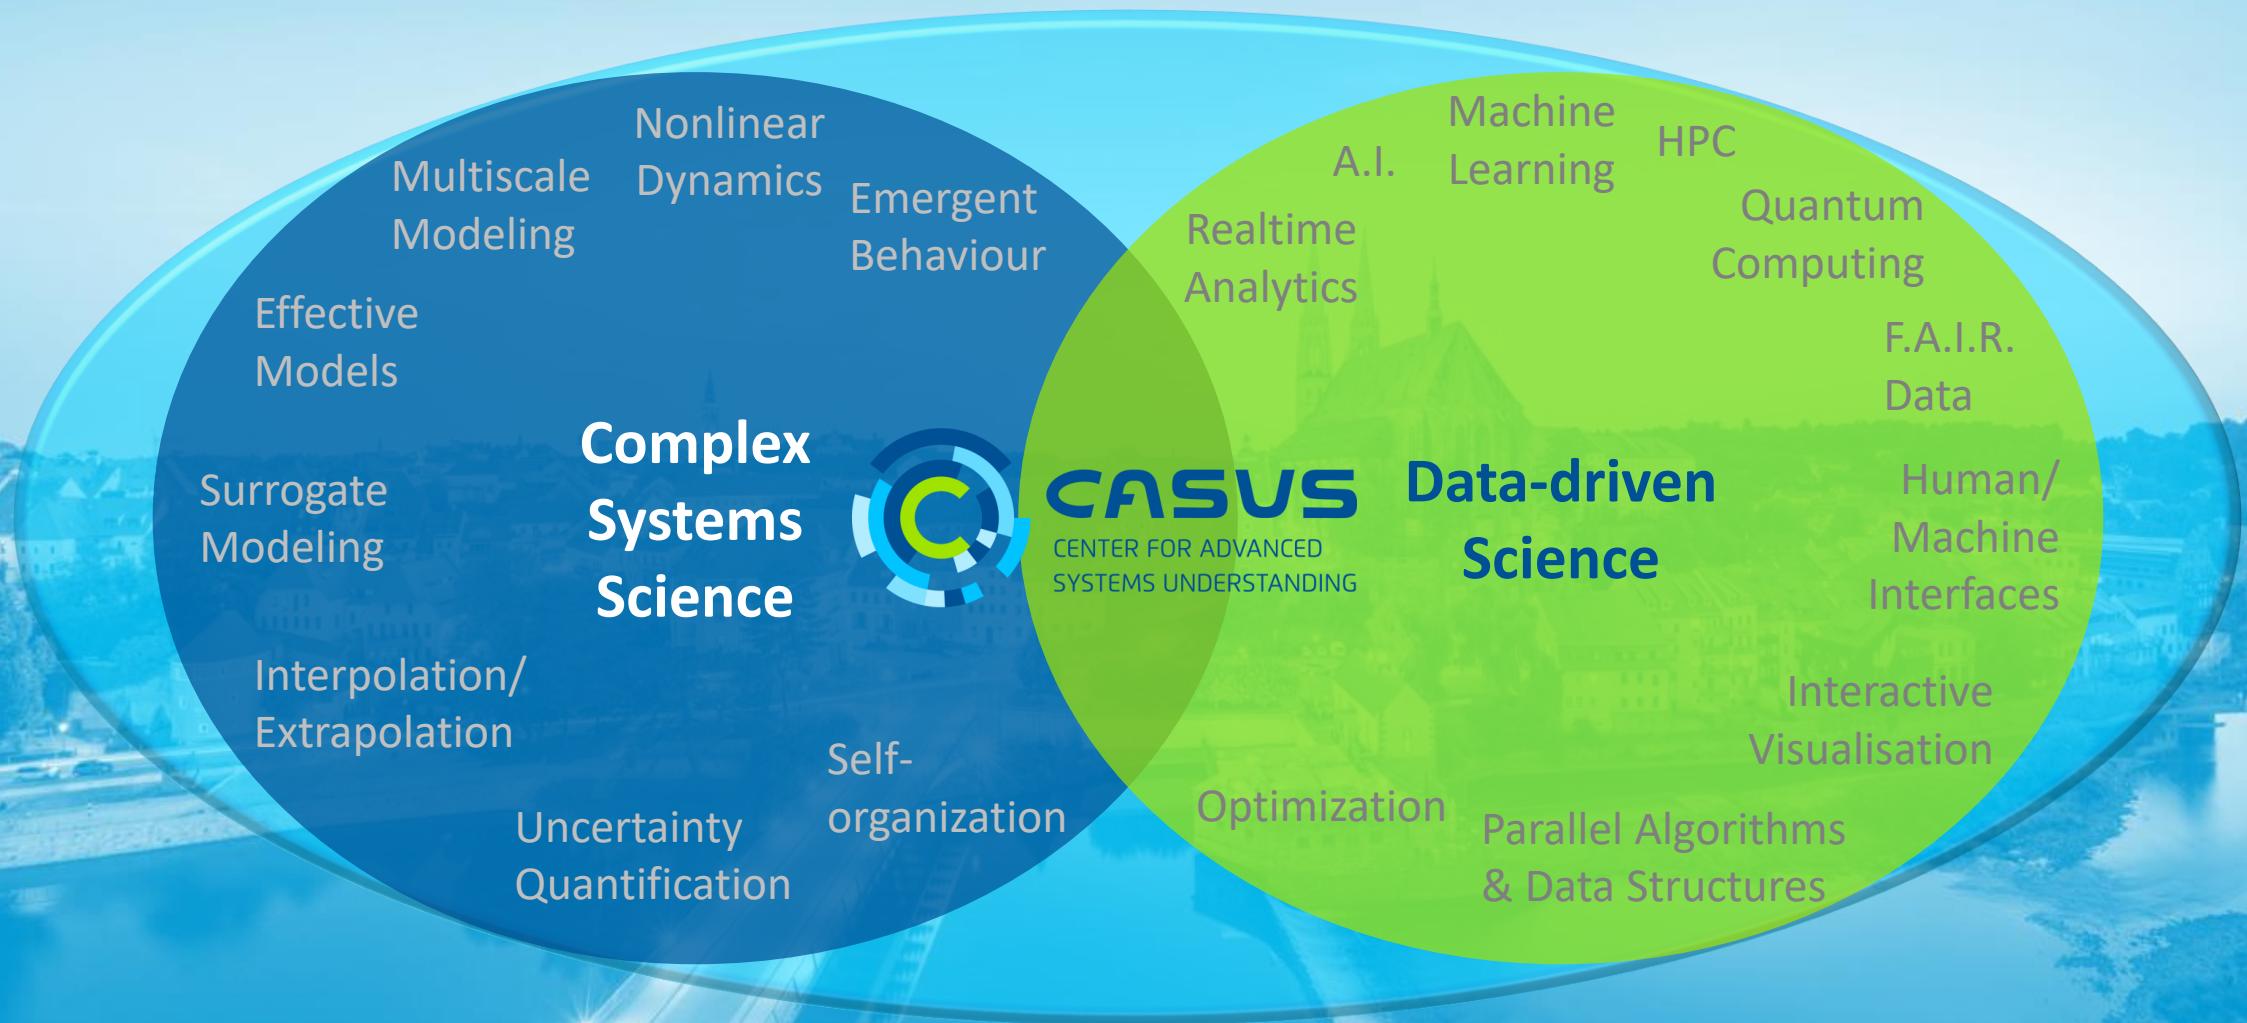 Nonlinear
Dynamics
Multiscale
Modeling
Emergent
Behaviour
Effective
Models
Complex
Systems
Science
Surrogate
Modeling
Interpolation/
Extrapolation
Uncertainty
Quantification
Self-
organization
CASUS
CENTER FOR ADVANCED
SYSTEMS UNDERSTANDING
Machine
Learning
A.I.
HPC
Realtime
Analytics
Quantum
Computing
F.A.I.R.
Data
Data-driven
Science
Human/
Machine
Interfaces
Interactive
Visualisation
Optimization
Parallel Algorithms
& Data Structures